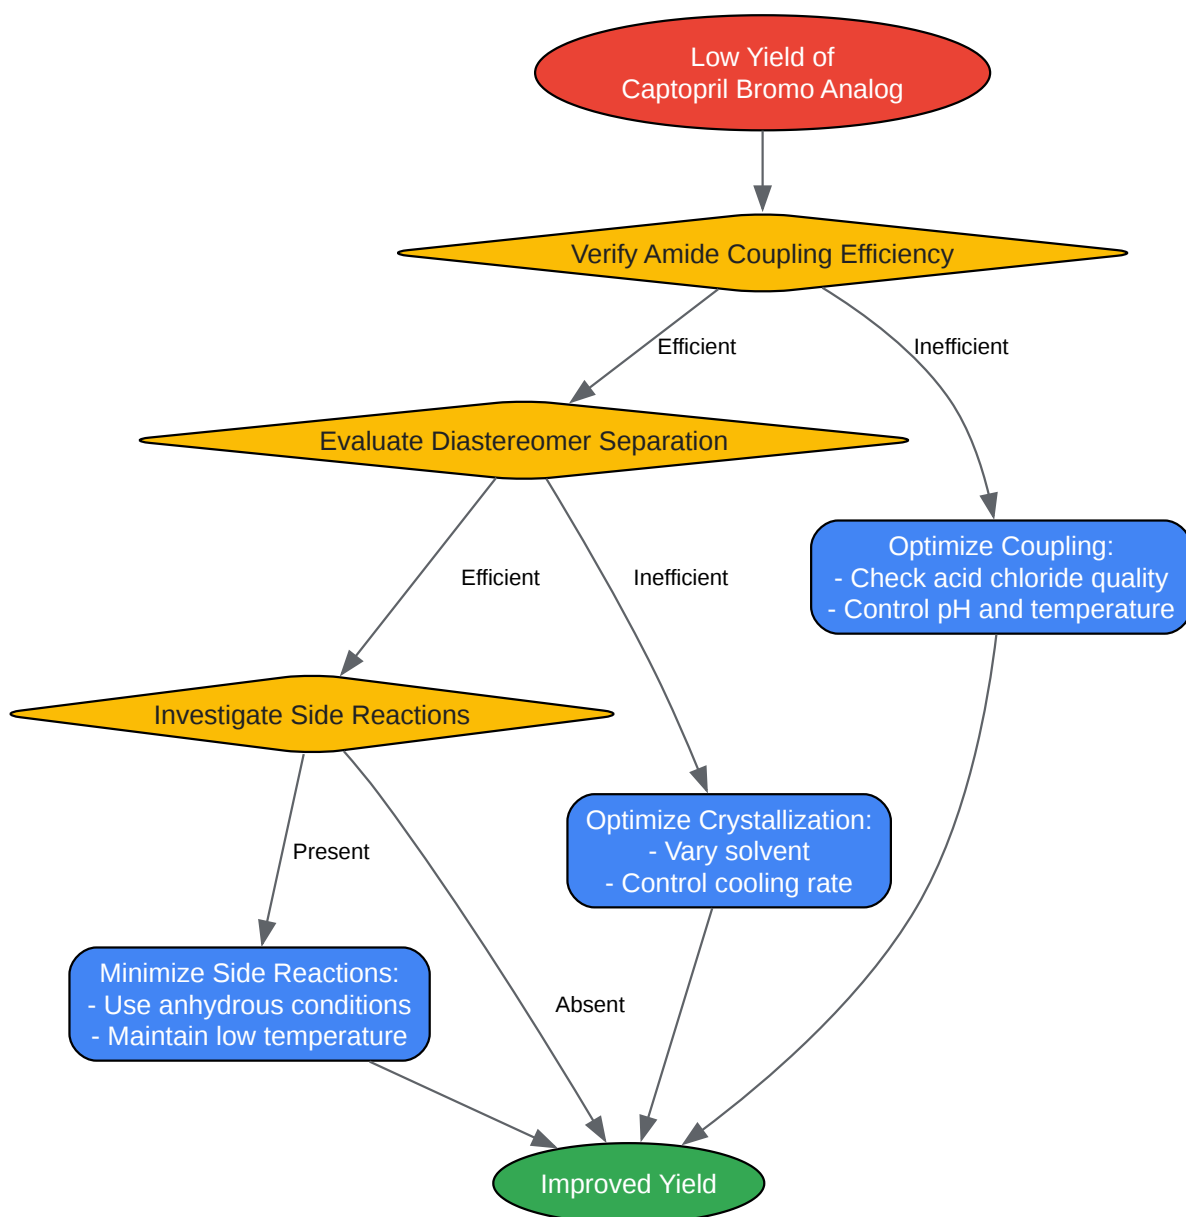 Low Yield of
Captopril Bromo Analog
Verify Amide Coupling Efficiency
Efficient
Inefficient
Evaluate Diastereomer Separation
Optimize Coupling:
- Check acid chloride quality
- Control pH and temperature
Efficient
Inefficient
Investigate Side Reactions
Optimize Crystallization:
- Vary solvent
- Control cooling rate
Present
Minimize Side Reactions:
- Use anhydrous conditions
- Maintain low temperature
Absent
Improved Yield